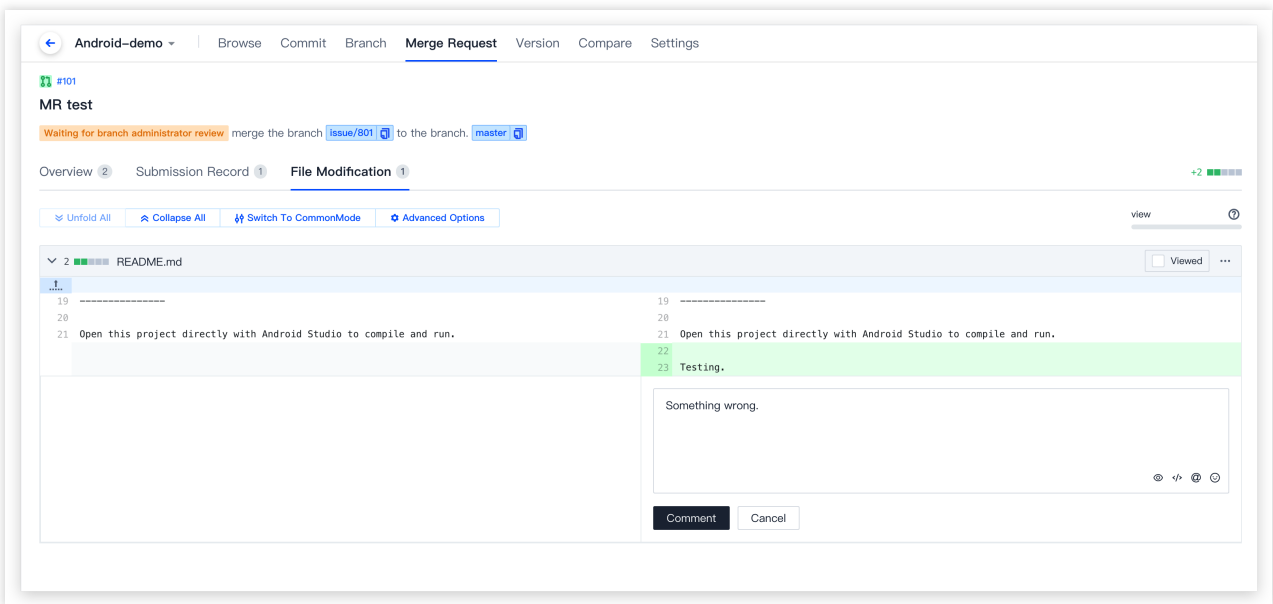 Android-demo Browse Commit Branch Merge Request Version Compare Settings
#101
MR test
Waiting for branch administrator review merge the branch issue/801 to the branch. master
Overview 2 Submission Record 1 File Modification 1 +2
Unfold All Collapse All Switch To CommonMode Advanced Options view
2 README.md Viewed ...
19 --------------- 19 ---------------
20 20
21 Open this project directly with Android Studio to compile and run. 21 Open this project directly with Android Studio to compile and run.
22
23 Testing.
Something wrong.
Comment Cancel